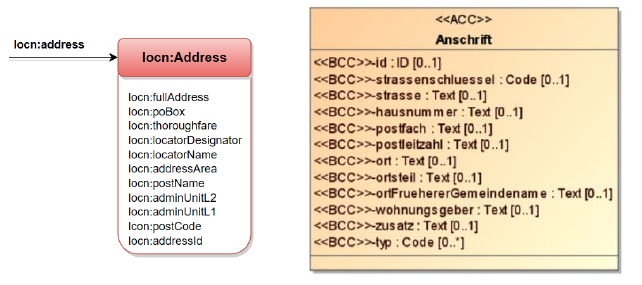 locn:address
locn:Address
locn:fullAddress
locn:poBox
locn:thoroughfare
locn:locatorDesignator
locn:locatorName
locn:addressArea
locn:postName
locn:adminUnitL2
locn:adminUnitL1
lcon:postCode
locn:addressId
<<ACC>>
Anschrift
<<BCC>>-id : ID [0..1]
<<BCC>>-strassenschluessel : Code [0..1]
<<BCC>>-strasse : Text [0..1]
<<BCC>>-hausnummer : Text [0..1]
<<BCC>>-postfach : Text [0..1]
<<BCC>>-postleitzahl : Text [0..1]
<<BCC>>-ort : Text [0..1]
<<BCC>>-ortsteil : Text [0..1]
<<BCC>>-ortFruehererGemeindename : Text [0..1]
<<BCC>>-wohnungsgeber : Text [0..1]
<<BCC>>-zusatz : Text [0..1]
<<BCC>>-typ : Code [0..*]